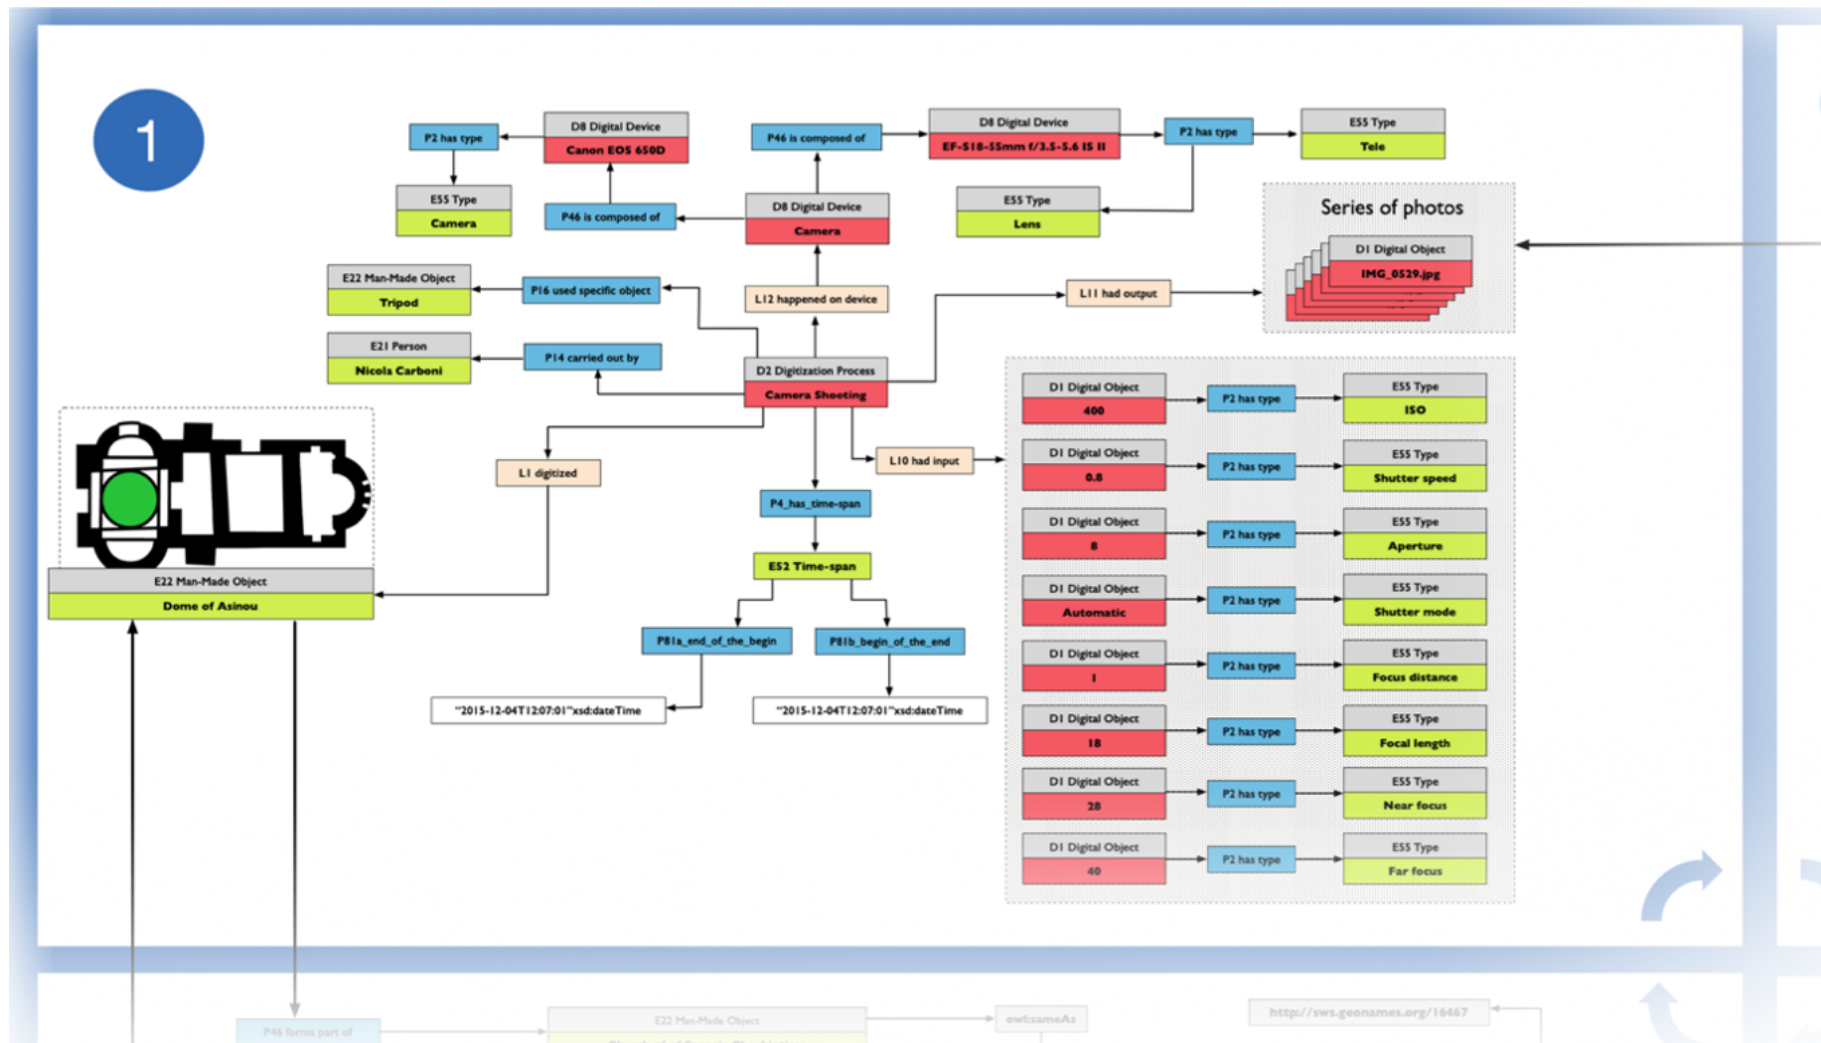 1
P2 has type
D8 Digital Device
Canon EOS 650D
P46 is composed of
D8 Digital Device
EF-S18-55mm f/3.5-5.6 IS II
P2 has type
E55 Type
Tele
E55 Type
Camera
P46 is composed of
D8 Digital Device
Camera
E55 Type
Lens
Series of photos
D1 Digital Object
IMG_0529.jpg
E22 Man-Made Object
Tripod
P16 used specific object
L12 happened on device
L11 had output
E21 Person
Nicola Carboni
P14 carried out by
D2 Digitization Process
Camera Shooting
L1 digitized
L10 had input
P4_has_time-span
E52 Time-span
P81a_end_of_the_begin
P81b_begin_of_the_end
"2015-12-04T12:07:01"xsd:dateTime
"2015-12-04T12:07:01"xsd:dateTime
E22 Man-Made Object
Dome of Asinou
D1 Digital Object
400
P2 has type
E55 Type
ISO
D1 Digital Object
0.8
P2 has type
E55 Type
Shutter speed
D1 Digital Object
8
P2 has type
E55 Type
Aperture
D1 Digital Object
Automatic
P2 has type
E55 Type
Shutter mode
D1 Digital Object
1
P2 has type
E55 Type
Focus distance
D1 Digital Object
18
P2 has type
E55 Type
Focal length
D1 Digital Object
28
P2 has type
E55 Type
Near focus
D1 Digital Object
40
P2 has type
E55 Type
Far focus
P46 forms part of
E22 Man-Made Object
owl:sameAs
http://sws.geonames.org/16467